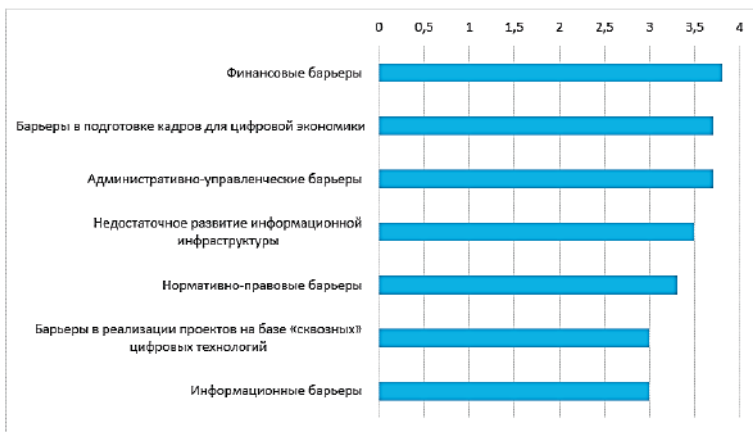 0 0,5 1 1,5 2 2,5 3 3,5 4
Финансовые барьеры
Барьеры в подготовке кадров для цифровой экономики
Административно-управленческие барьеры
Недостаточное развитие информационной
инфраструктуры
Нормативно-правовые барьеры
Барьеры в реализации проектов на базе «сквозных»
цифровых технологий
Информационные барьеры